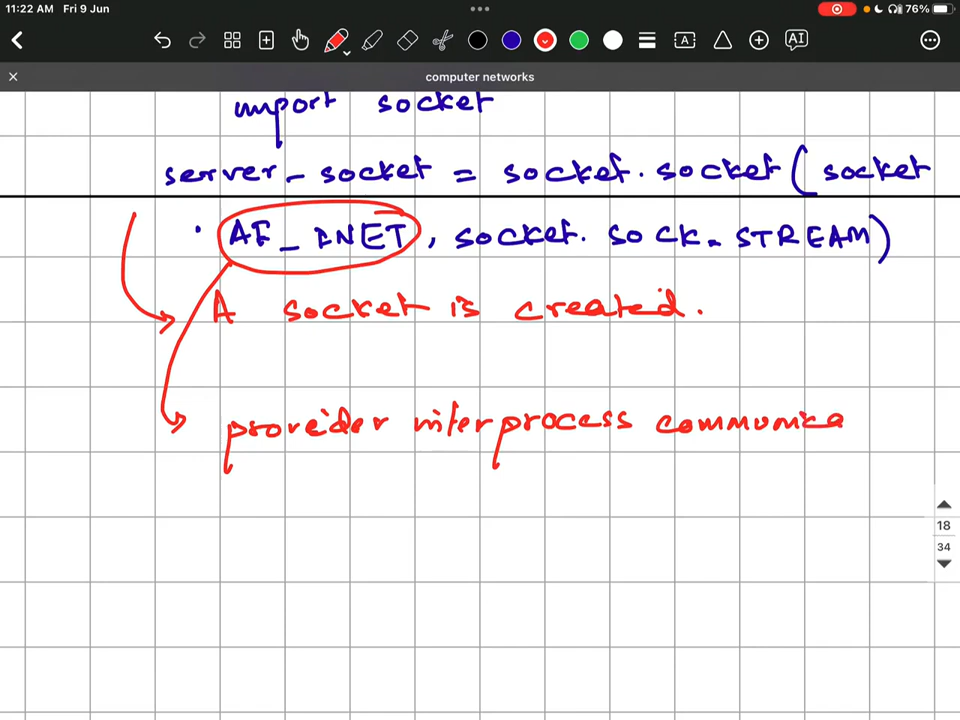 11:22 AM Fri 9 Jun
76%
computer networks
import socket
server_socket = socket.socket(socket
.AF_INET, socket.SOCK_STREAM)
A socket is created.
provider interprocess communica
18
34
A
AI